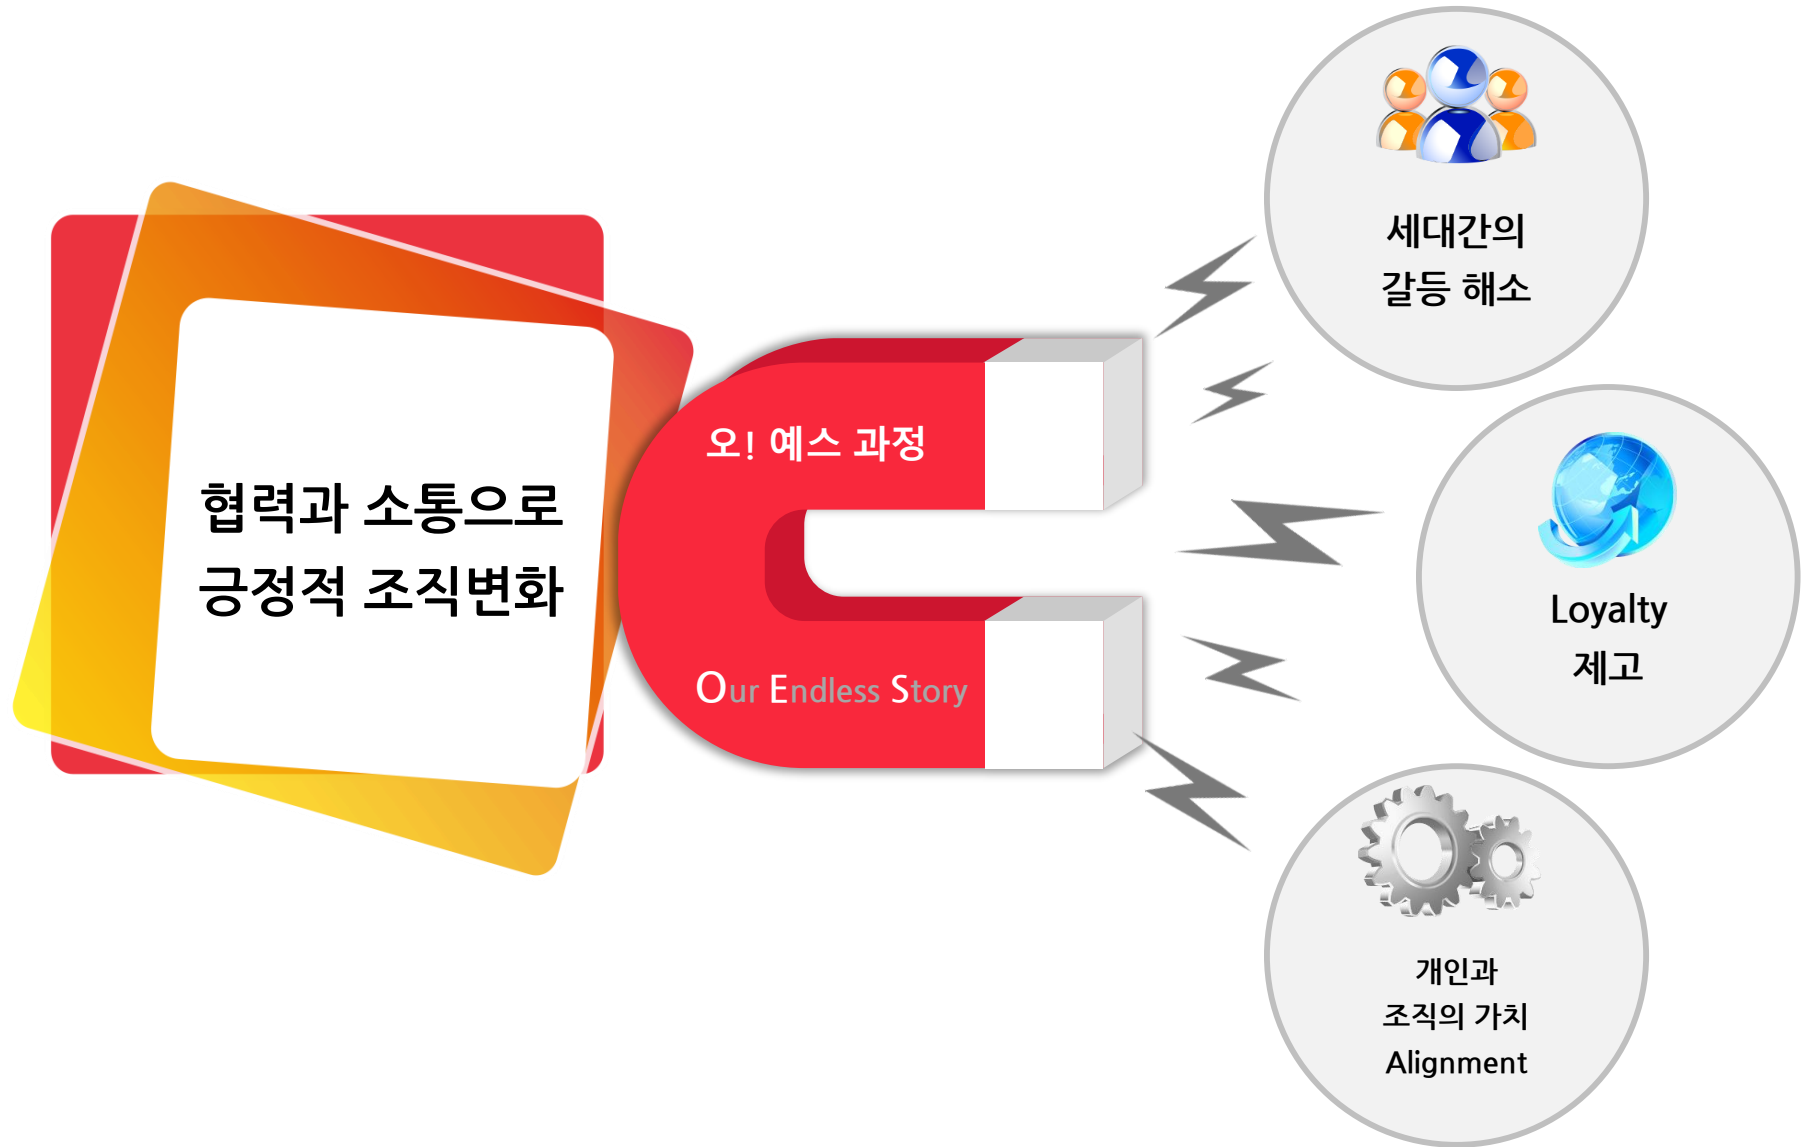 협력과 소통으로
긍정적 조직변화
오! 예스 과정
Our Endless Story
세대간의
갈등 해소
Loyalty
제고
개인과
조직의 가치
Alignment